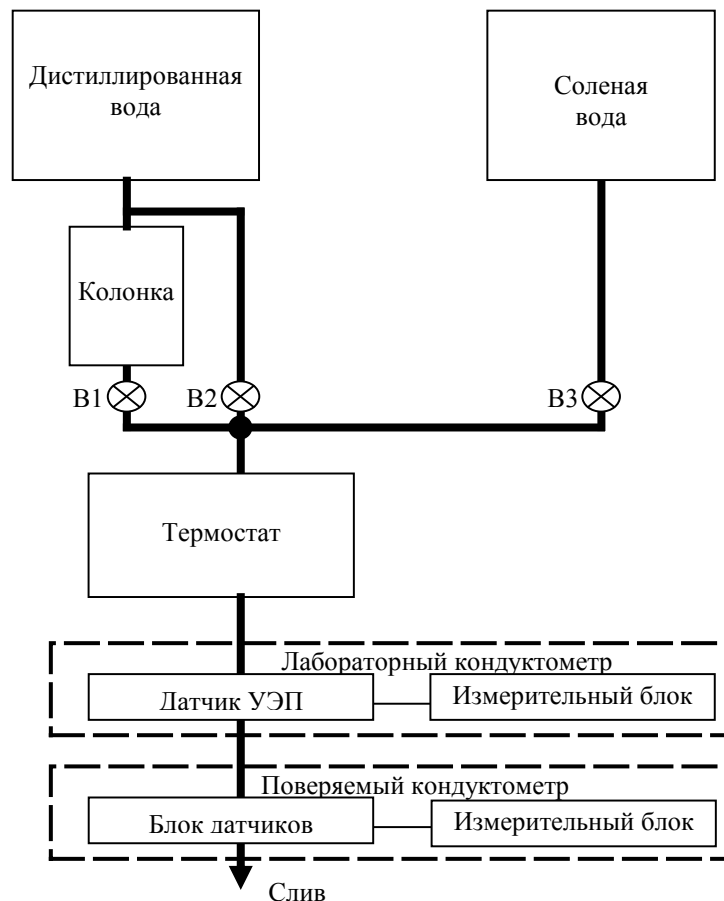 Дистиллированная
вода
Соленая
вода
Колонка
В1
В2
В3
Термостат
Лабораторный кондуктометр
Датчик УЭП
Измерительный блок
Поверяемый кондуктометр
Блок датчиков
Измерительный блок
Слив